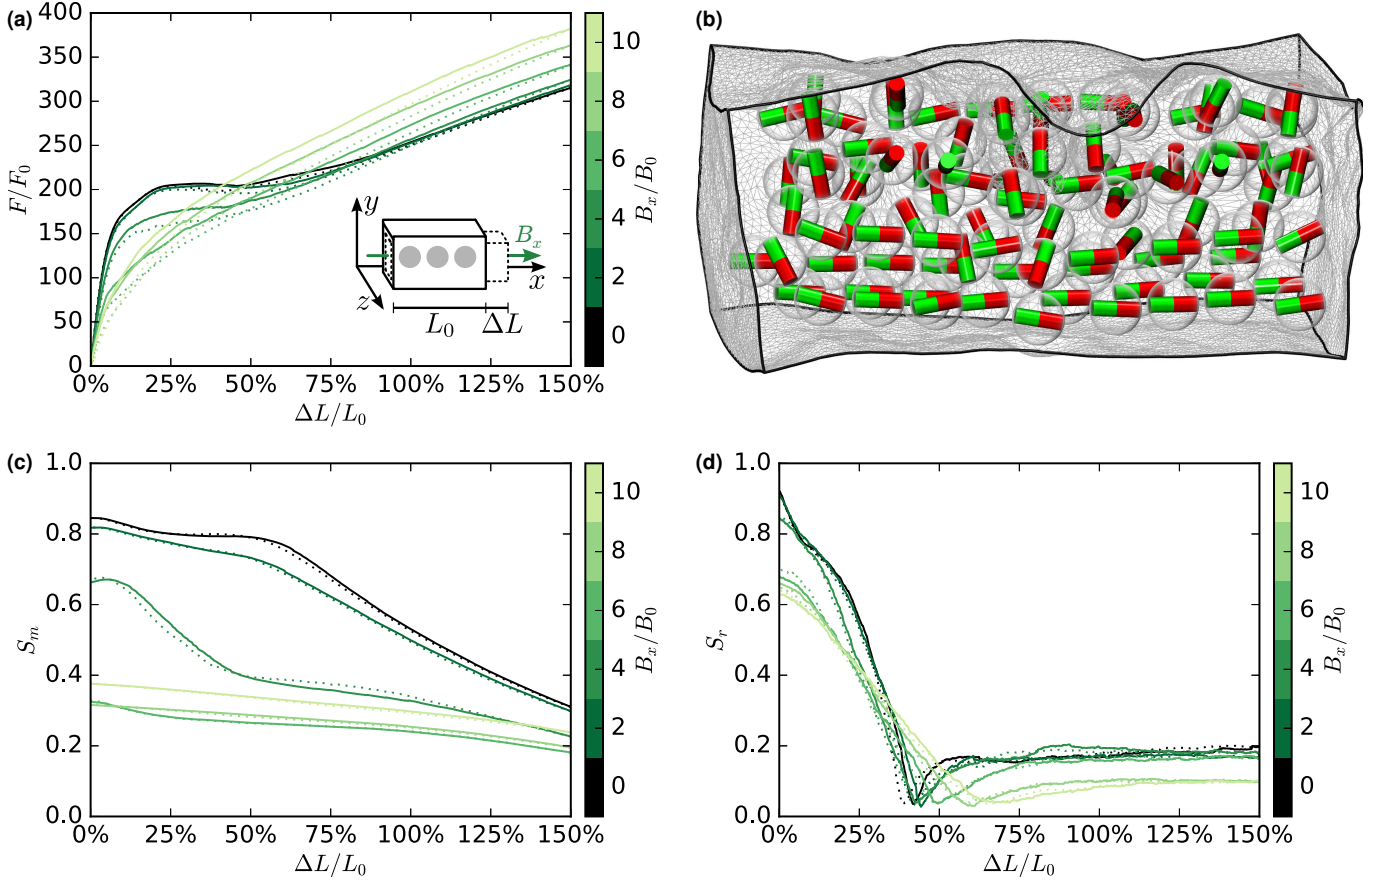 (a)
400
350
300
250
200
150
100
50
0
F/F₀
0% 25% 50% 75% 100% 125% 150%
ΔL/L₀
y
x
z
Bₓ
L₀ ΔL
10
8
6
4
2
0
Bₓ/B₀
(b)
(c)
1.0
0.8
0.6
0.4
0.2
0.0
Sₘ
0% 25% 50% 75% 100% 125% 150%
ΔL/L₀
10
8
6
4
2
0
Bₓ/B₀
(d)
1.0
0.8
0.6
0.4
0.2
0.0
Sᵣ
0% 25% 50% 75% 100% 125% 150%
ΔL/L₀
10
8
6
4
2
0
Bₓ/B₀